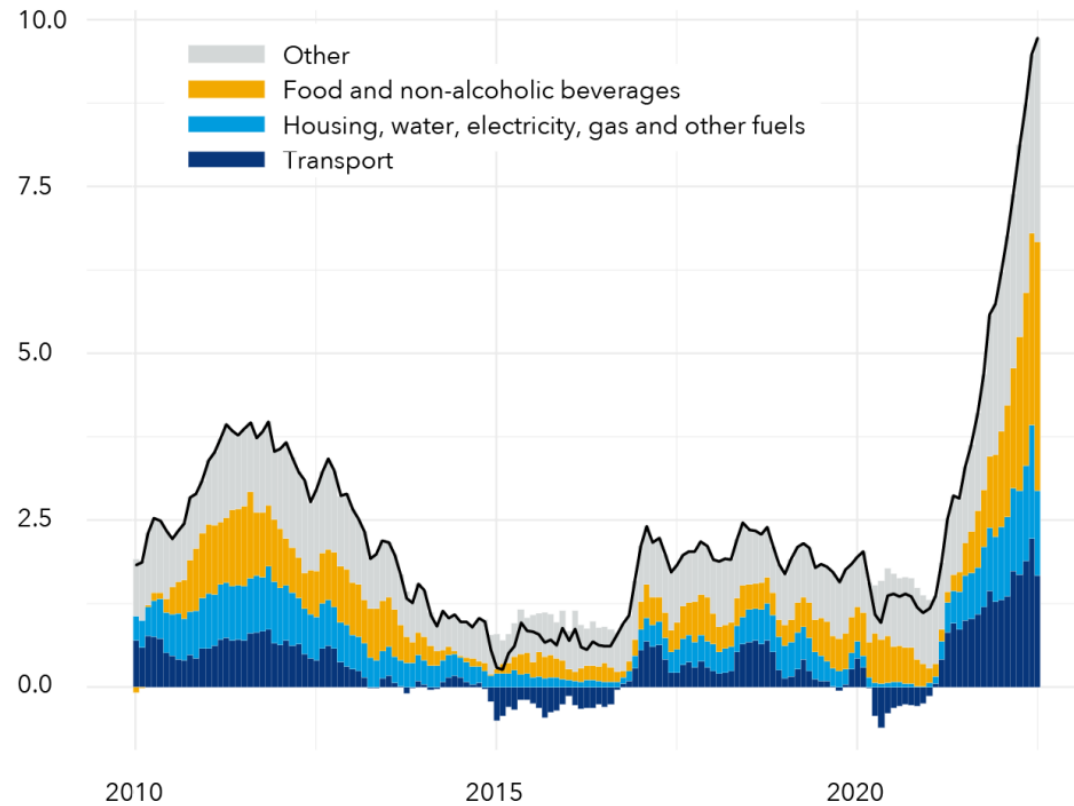 10.0
Other
Food and non-alcoholic beverages
Housing, water, electricity, gas and other fuels
Transport
7.5
5.0
2.5
0.0
2010 2015 2020